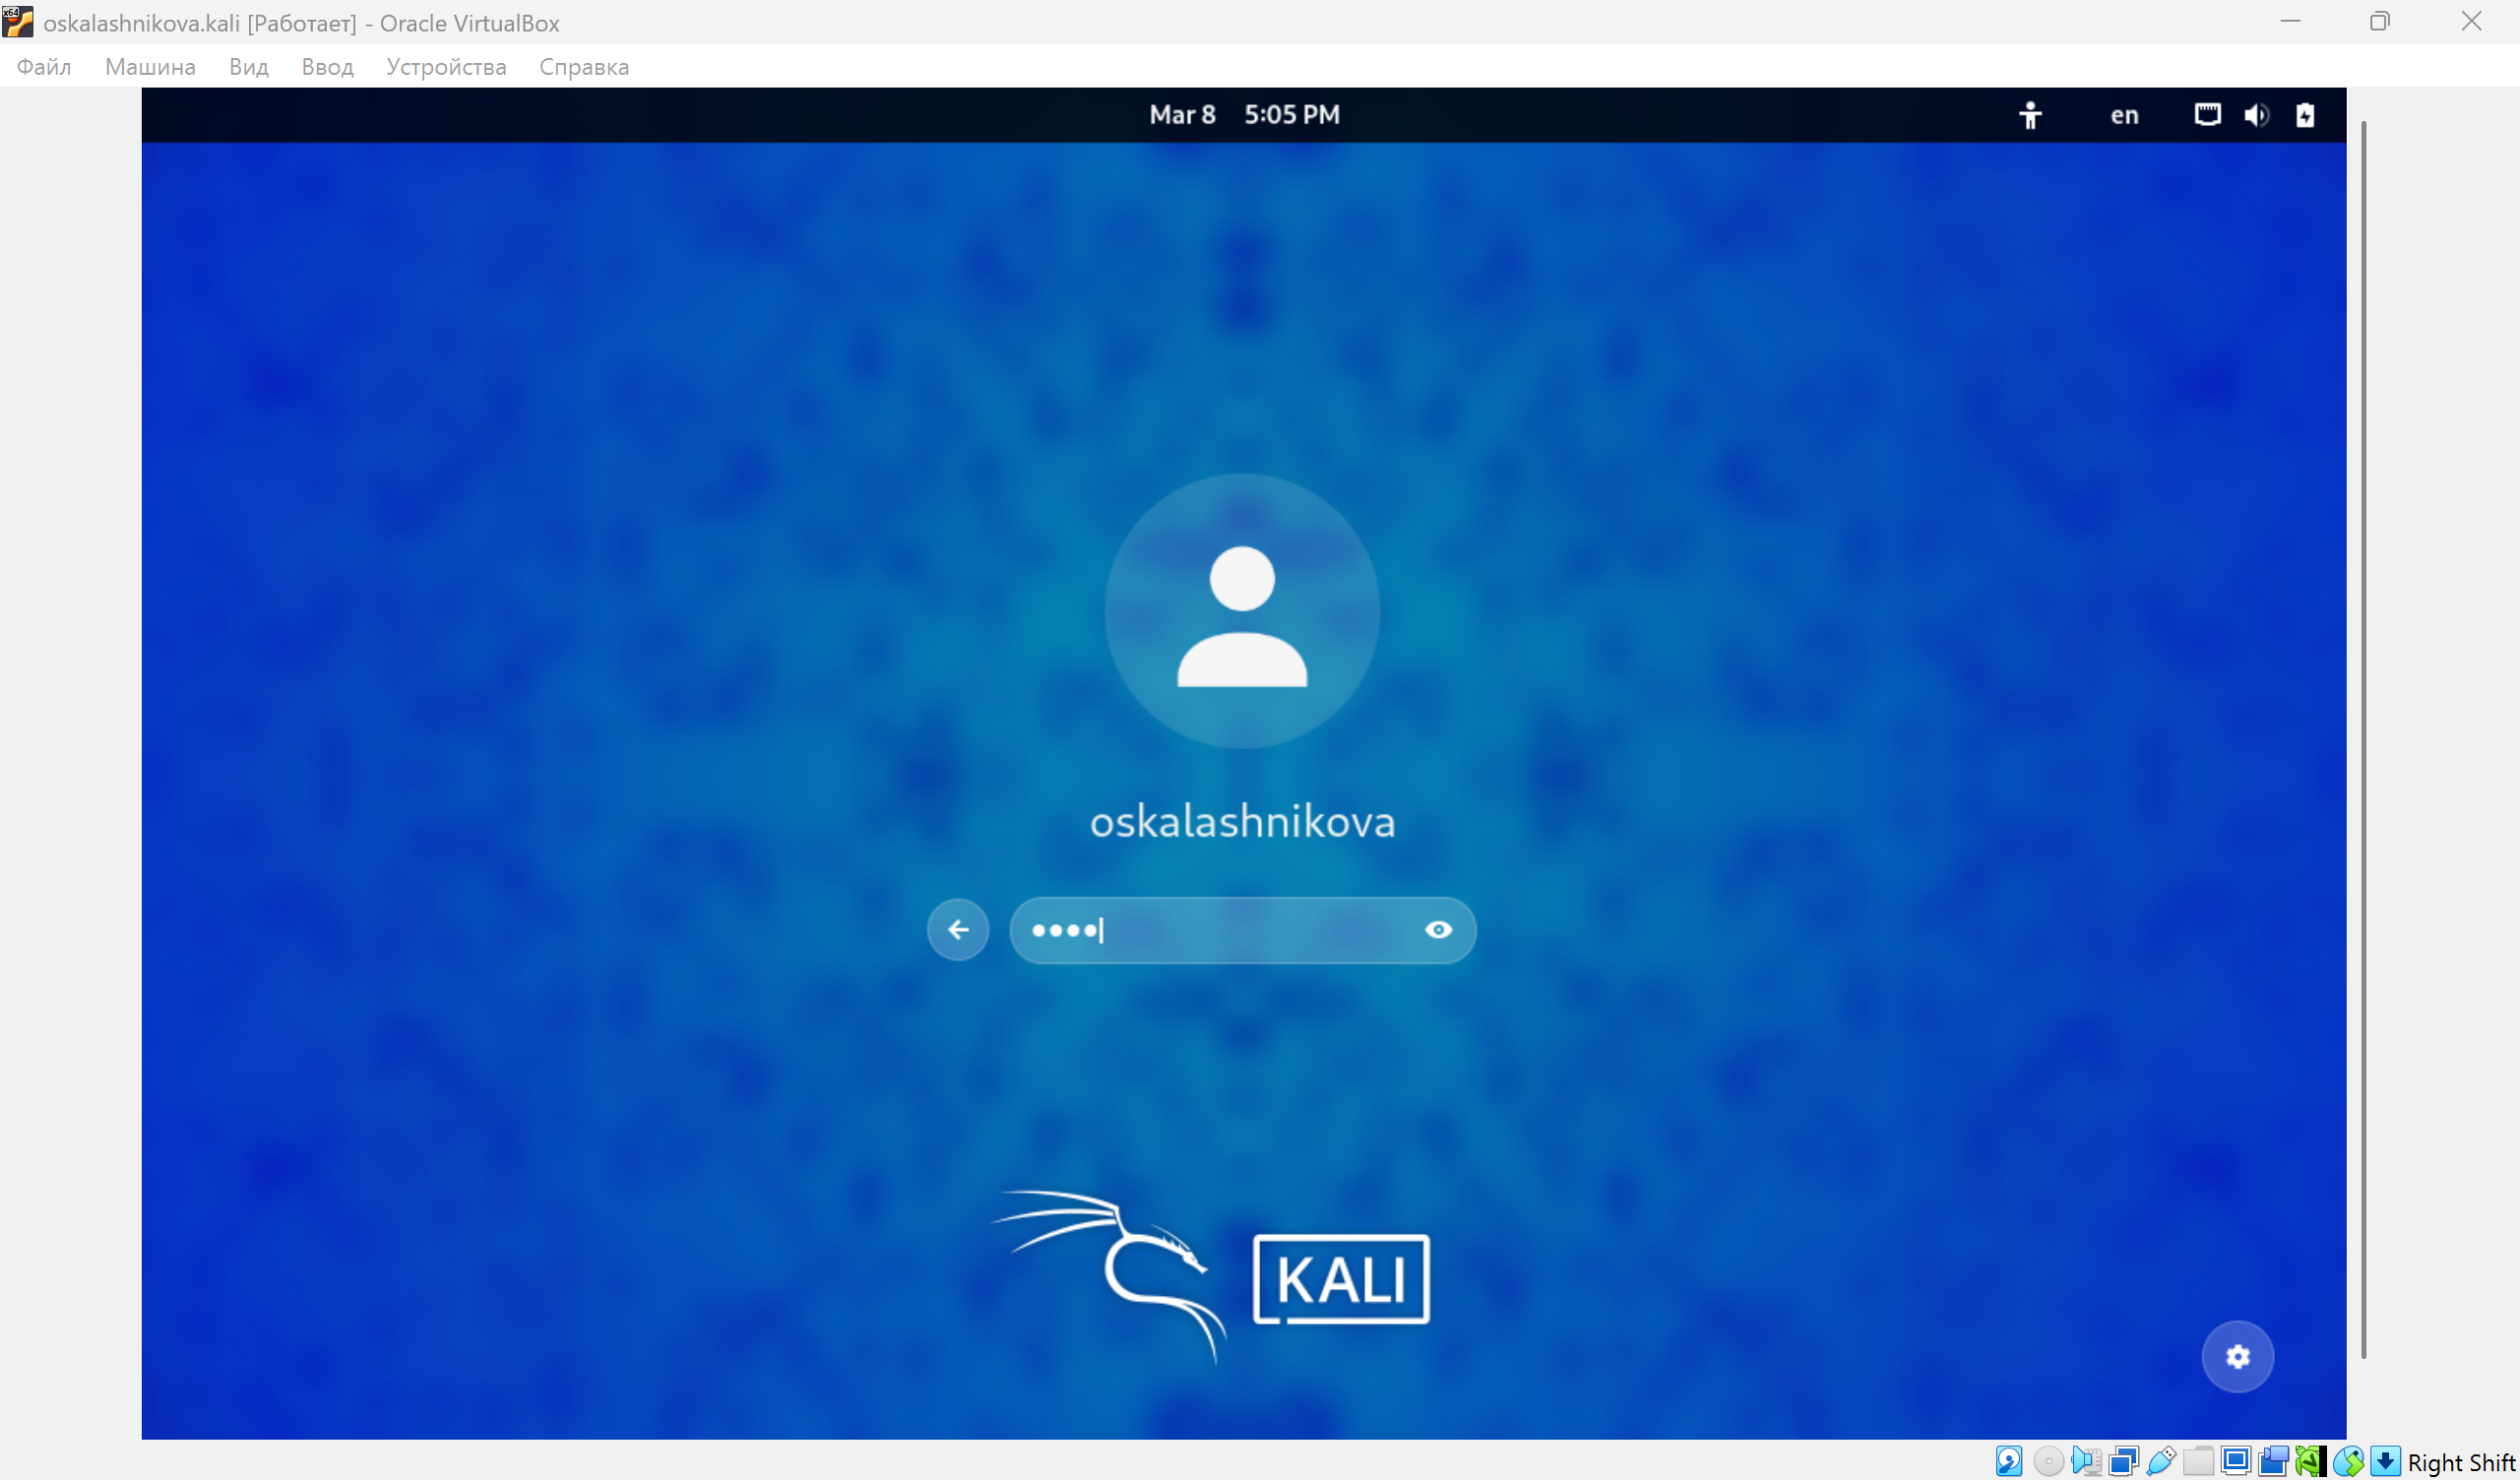 oskalashnikova.kali [Работает] - Oracle VirtualBox
Файл Машина Вид Ввод Устройства Справка
Mar 8 5:05 PM en
oskalashnikova
KALI
Right Shift